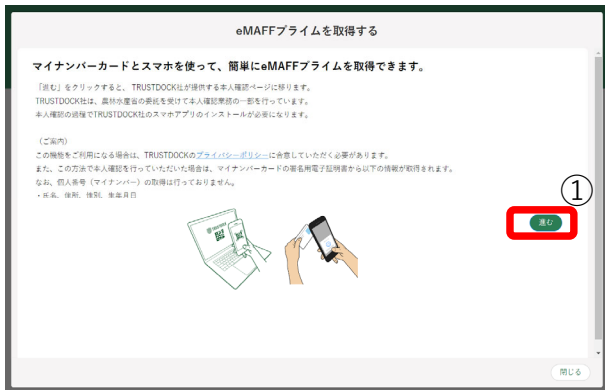 eMAFFプライムを取得する
マイナンバーカードとスマホを使って、簡単にeMAFFプライムを取得できます。
「進む」をクリックすると、 TRUSTDOCK社が提供する本人確認ページに移ります。
TRUSTDOCK社は、農林水産省の委託を受けて本人確認業務の一部を行っています。
本人確認の過程でTRUSTDOCK社のスマホアプリのインストールが必要になります。
（ご案内）
この機能をご利用になる場合は、TRUSTDOCKのプライバシーポリシーに合意していただく必要があります。
また、この方法で本人確認を行っていただいた場合は、マイナンバーカードの署名用電子証明書から以下の情報が取得されます。
なお、個人番号（マイナンバー）の取得は行っておりません。
・氏名、住所、性別、生年月日
①
進む
閉じる